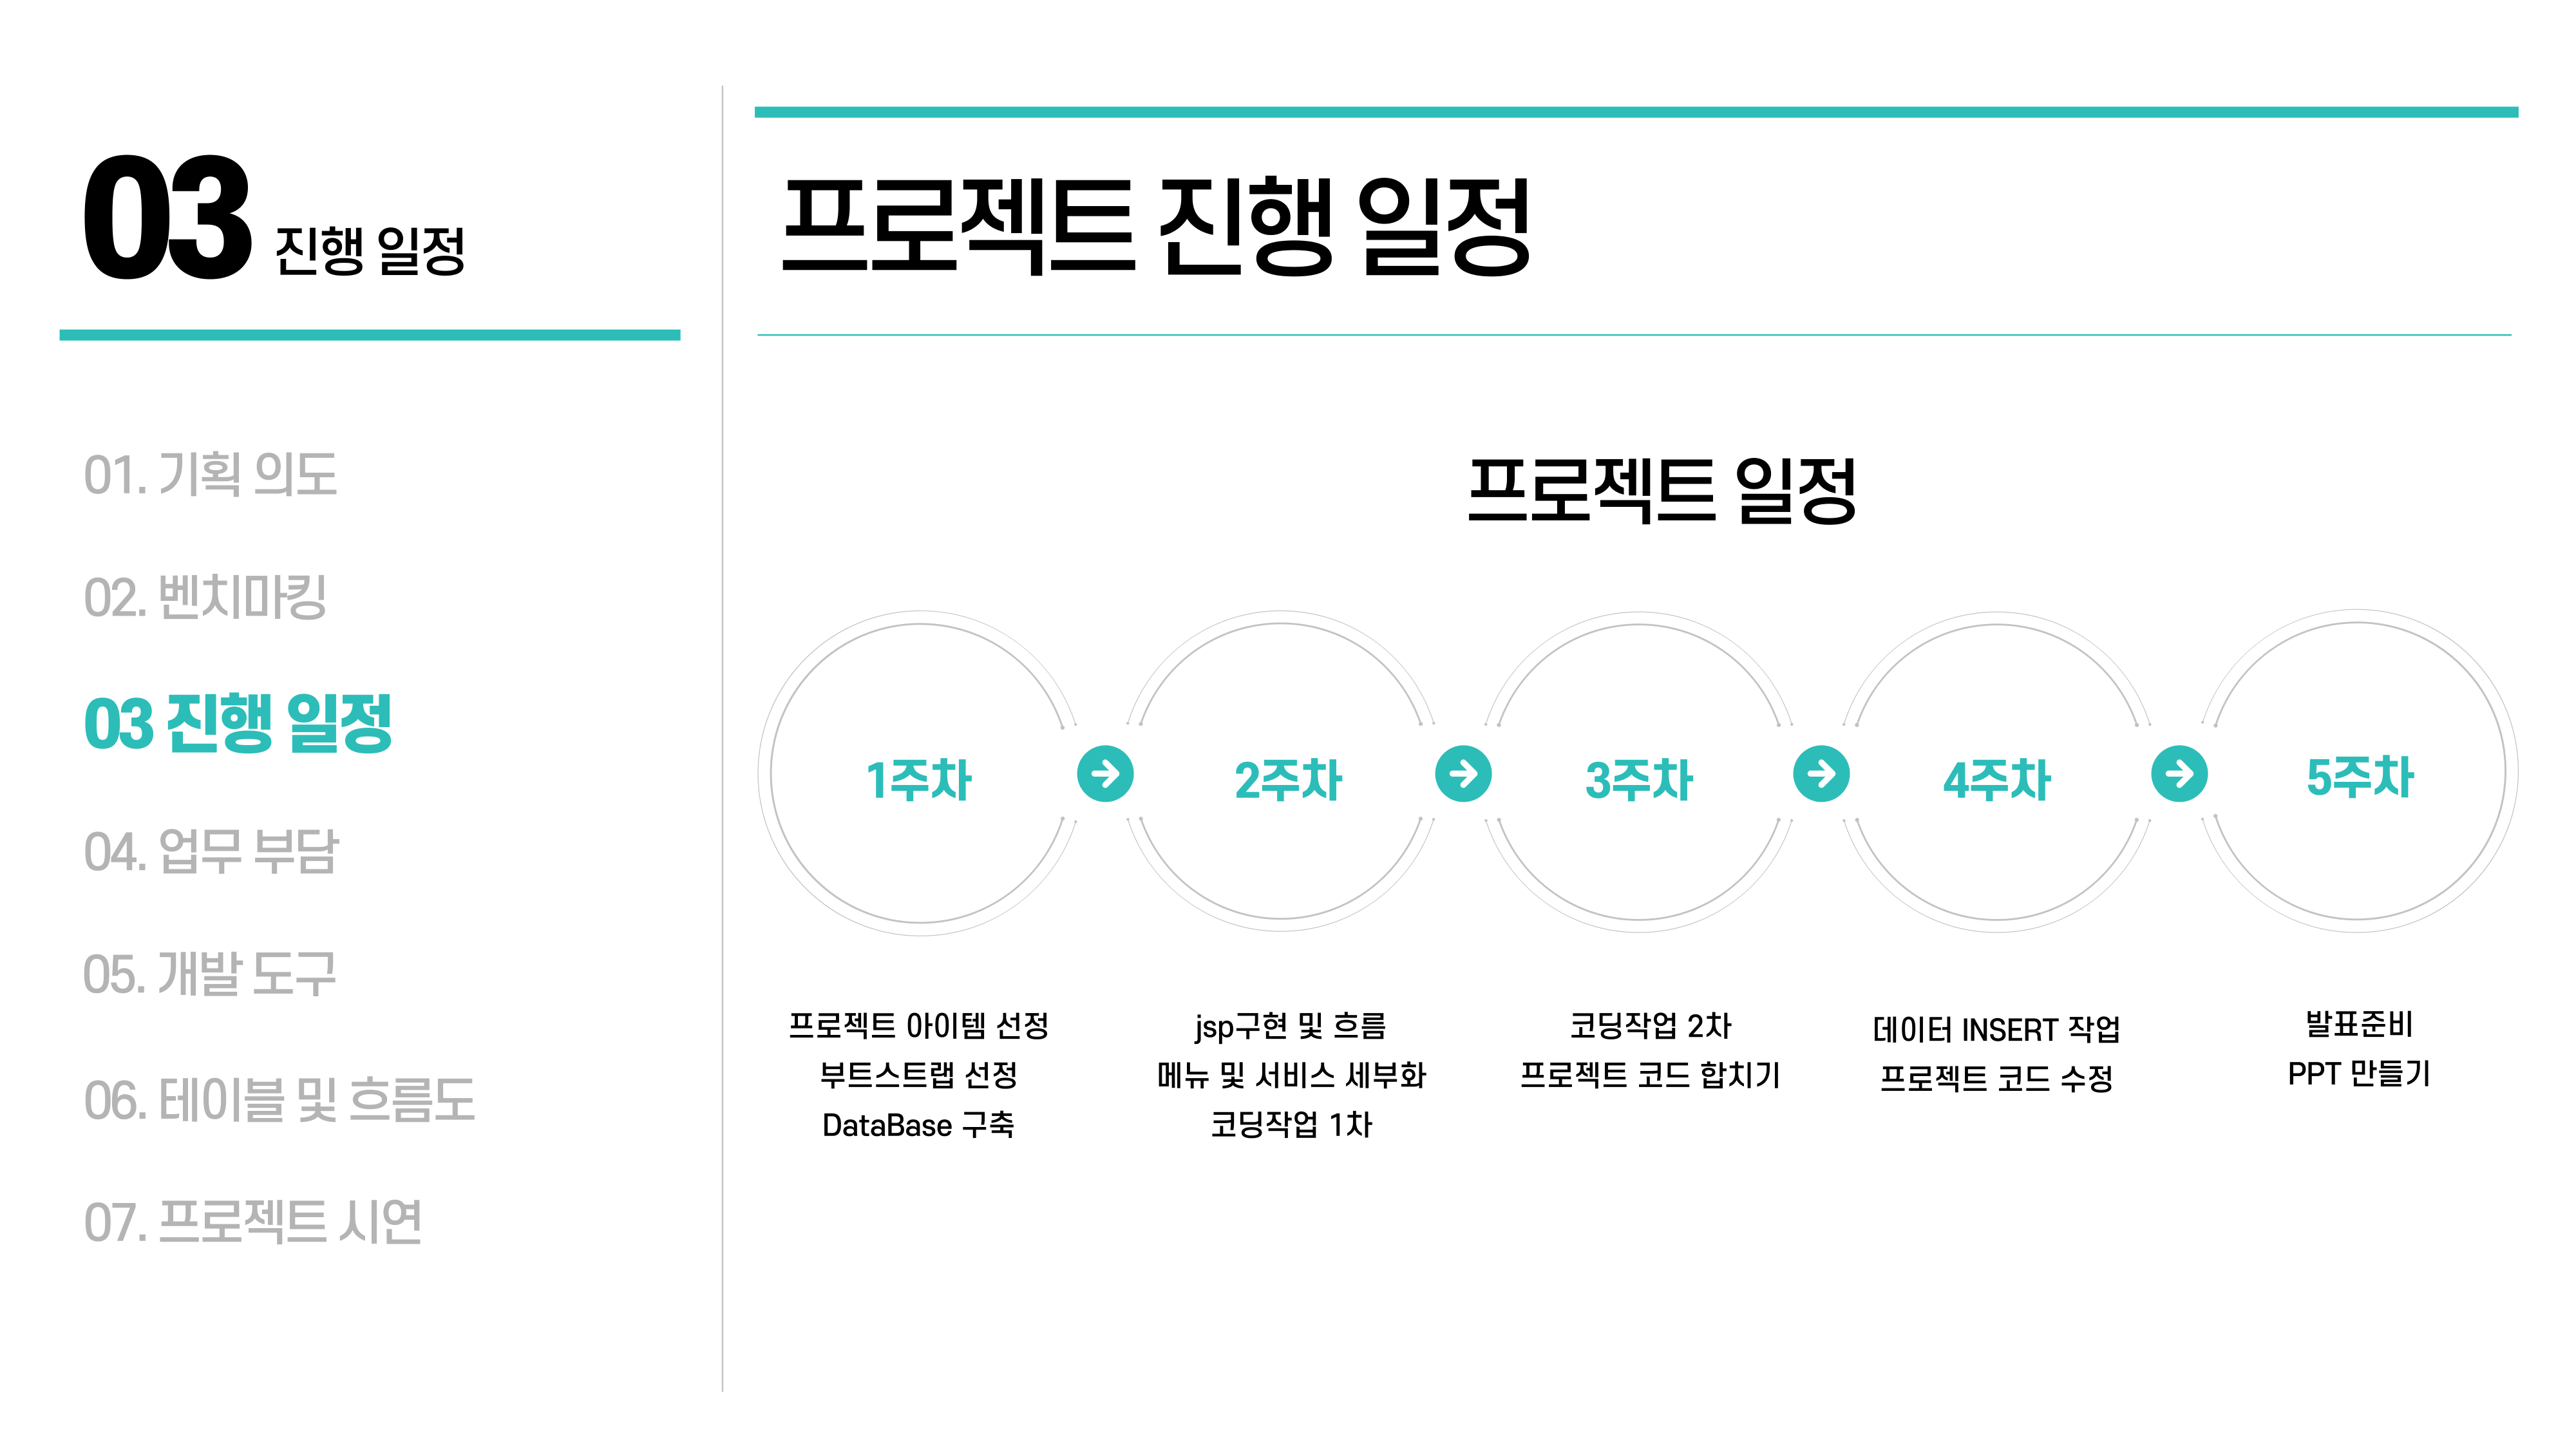 03 진행 일정
01. 기획 의도
02. 벤치마킹
03 진행 일정
04. 업무 부담
05. 개발 도구
06. 테이블 및 흐름도
07. 프로젝트 시연
프로젝트 진행 일정
프로젝트 일정
1주차
프로젝트 아이템 선정
부트스트랩 선정
DataBase 구축
2주차
jsp구현 및 흐름
메뉴 및 서비스 세부화
코딩작업 1차
3주차
코딩작업 2차
프로젝트 코드 합치기
4주차
데이터 INSERT 작업
프로젝트 코드 수정
5주차
발표준비
PPT 만들기